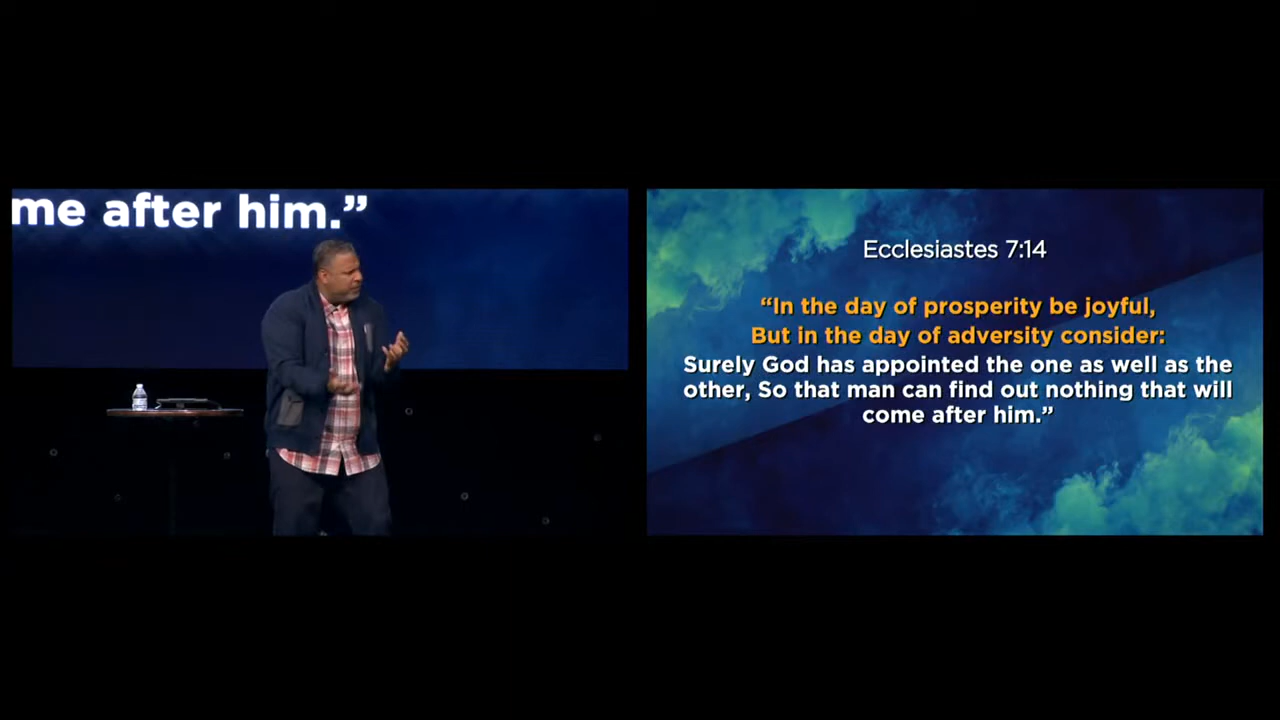 me after him.”
Ecclesiastes 7:14
“In the day of prosperity be joyful,
But in the day of adversity consider:
Surely God has appointed the one as well as the
other, So that man can find out nothing that will
come after him.”